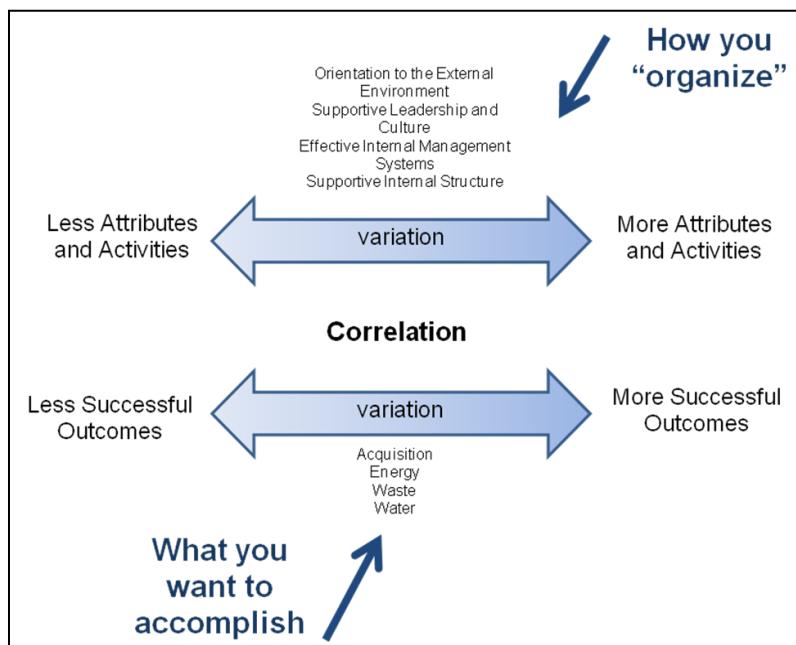 How you
“organize”
Orientation to the External
Environment
Supportive Leadership and
Culture
Effective Internal Management
Systems
Supportive Internal Structure
Less Attributes
and Activities
variation
More Attributes
and Activities
Correlation
Less Successful
Outcomes
variation
More Successful
Outcomes
Acquisition
Energy
Waste
Water
What you
want to
accomplish